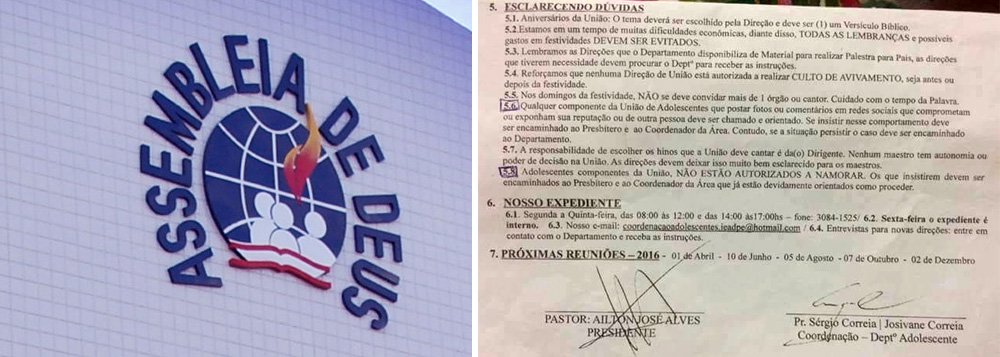 ASSEMBLEIA DE DEUS
5. ESCLARECENDO DÚVIDAS
5.1. Aniversários da União: O tema deverá ser escolhido pela Direção e deve ser (1) um Versículo Bíblico.
5.2.Estamos em um tempo de muitas dificuldades econômicas, diante disso, TODAS AS LEMBRANÇAS e possíveis
gastos em festividades DEVEM SER EVITADOS.
5.3. Lembramos as Direções que o Departamento disponibiliza de Material para realizar Palestra para Pais, as direções
que tiverem necessidade devem procurar o Deptº para receber as instruções.
5.4. Reforçamos que nenhuma Direção de União está autorizada a realizar CULTO DE AVIVAMENTO, seja antes ou
depois da festividade.
5.5. Nos domingos da festividade, NÃO se deve convidar mais de 1 órgão ou cantor. Cuidado com o tempo da Palavra.
5.6. Qualquer componente da União de Adolescentes que postar fotos ou comentários em redes sociais que comprometam
ou exponham sua reputação ou de outra pessoa deve ser chamado e orientado. Se insistir nesse comportamento deve
ser encaminhado ao Presbítero e ao Coordenador da Área. Contudo, se a situação persistir o caso deve ser encaminhado
ao Departamento.
5.7. A responsabilidade de escolher os hinos que a União deve cantar é da(o) Dirigente. Nenhum maestro tem autonomia ou
poder de decisão na União. As direções devem deixar isso muito bem esclarecido para os maestros.
5.8. Adolescentes componentes da União, NÃO ESTÃO AUTORIZADOS A NAMORAR. Os que insistirem devem ser
encaminhados ao Presbítero e ao Coordenador da Área que já estão devidamente orientados como proceder.
6. NOSSO EXPEDIENTE
6.1. Segunda a Quinta-feira, das 08:00 às 12:00 e das 14:00 às17:00hs – fone: 3084-1525/ 6.2. Sexta-feira o expediente é
interno. 6.3. Nosso e-mail: coordenacaoadolescentes.ieadpe@hotmail.com / 6.4. Entrevistas para novas direções: entre em
contato com o Departamento e receba as instruções.
7. PRÓXIMAS REUNIÕES – 2016 - 01 de Abril - 10 de Junho - 05 de Agosto - 07 de Outubro - 02 de Dezembro
PASTOR: AILTON JOSÉ ALVES
PRESIDENTE
Pr. Sérgio Correia | Josivane Correia
Coordenação – Deptº Adolescente